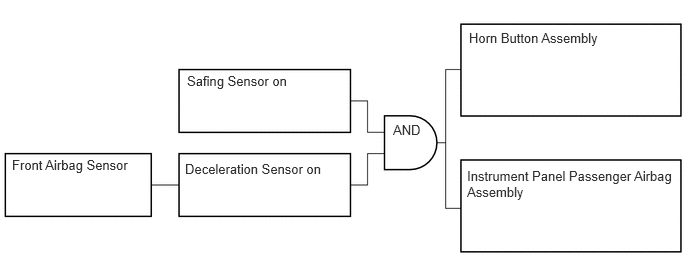 Horn Button Assembly
Safing Sensor on
AND
Front Airbag Sensor
Deceleration Sensor on
Instrument Panel Passenger Airbag
Assembly